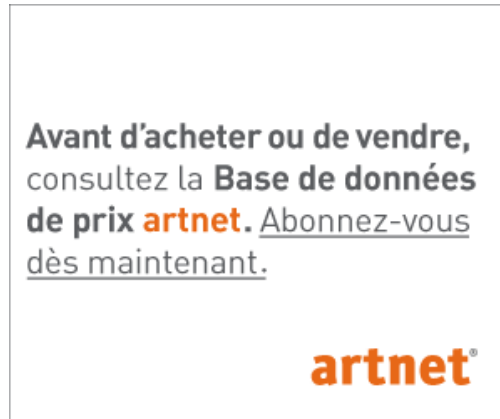 Avant d'acheter ou de vendre,
consultez la Base de données
de prix artnet. Abonnez-vous
dès maintenant.
artnet®